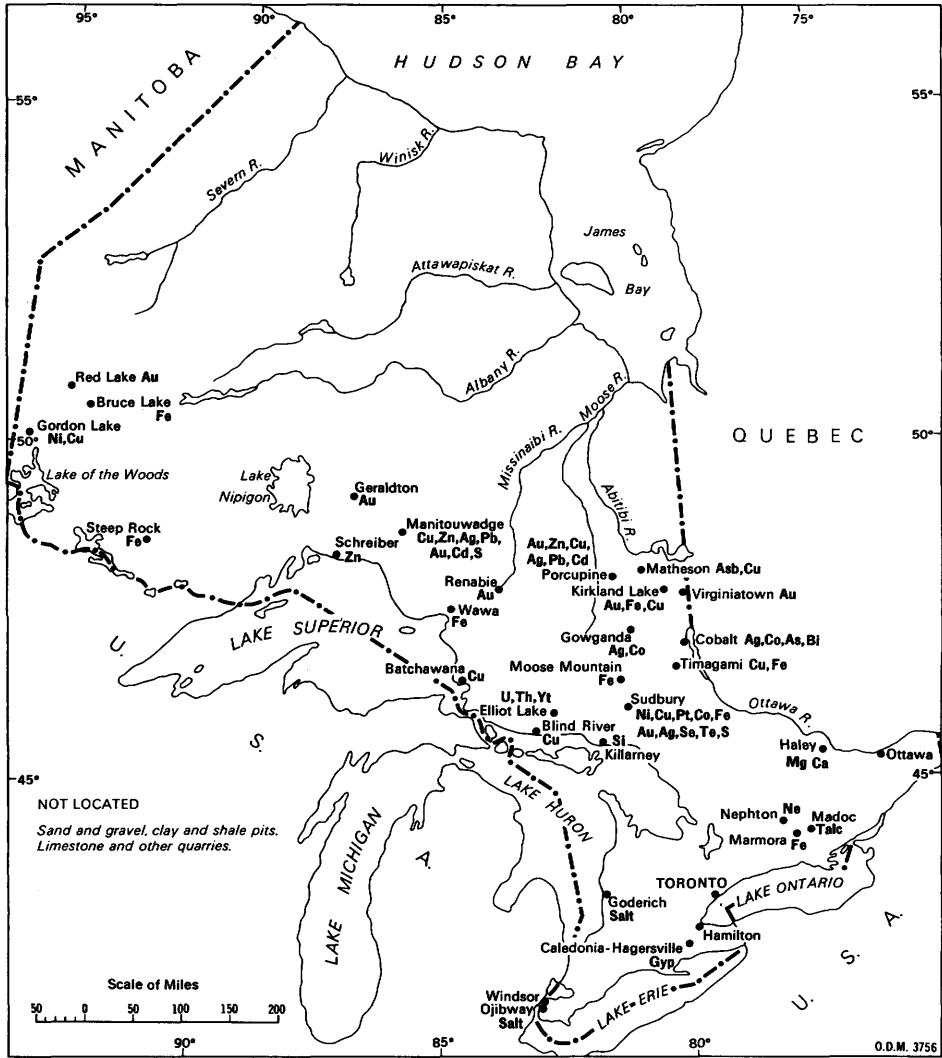 95°
90°
85°
80°
75°
HUDSON BAY
MANITOBA
55°
55°
Winisk R.
Severn R.
James
Bay
Attawapiskat R.
Albany R.
Moose R.
Missinaibi R.
Abitibi R.
Red Lake Au
Bruce Lake
Fe
Gordon Lake
Ni,Cu
50°
50°
QUEBEC
Lake of the Woods
Lake
Nipigon
Geraldton
Au
Steep Rock
Fe
Manitouwadge
Cu,Zn,Ag,Pb,
Au,Cd,S
Schreiber
Zn
Au,Zn,Cu,
Ag,Pb,Cd
Porcupine
Matheson Asb,Cu
Renabie
Au
Kirkland Lake
Au,Fe,Cu
Virginiatown Au
Wawa
Fe
LAKE SUPERIOR
Gowganda
Ag,Co
Cobalt Ag,Co,As,Bi
Batchawana
Cu
Moose Mountain
Fe
Timagami Cu,Fe
U,Th,Yt
Elliot Lake
Sudbury
Ni,Cu,Pt,Co,Fe
Au,Ag,Se,Te,S
Ottawa R.
Blind River
Cu
Si
Killarney
Haley
Mg Ca
Ottawa
U. S. A.
45°
45°
NOT LOCATED
Sand and gravel, clay and shale pits.
Limestone and other quarries.
LAKE HURON
LAKE MICHIGAN
Nephton Ne
Madoc
Talc
Marmora
Fe
TORONTO
LAKE ONTARIO
Goderich
Salt
Hamilton
Caledonia-Hagersville
Gyp
U. S. A.
Scale of Miles
50 0 50 100 150 200
Windsor
Ojibway
Salt
LAKE ERIE
85°
80°
O.D.M. 3756